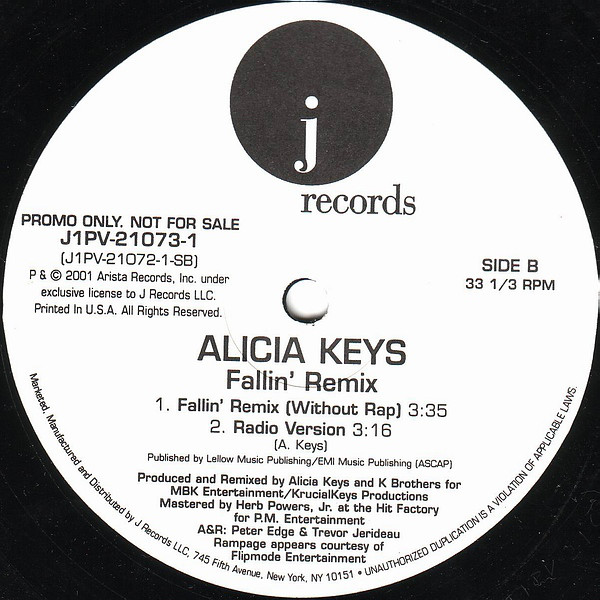 j
records
PROMO ONLY. NOT FOR SALE
J1PV-21073-1
(J1PV-21072-1-SB)
P & © 2001 Arista Records, Inc. under
exclusive license to J Records LLC.
Printed In U.S.A. All Rights Reserved.
SIDE B
33 1/3 RPM
ALICIA KEYS
Fallin' Remix
1. Fallin' Remix (Without Rap) 3:35
2. Radio Version 3:16
(A. Keys)
Published by Lellow Music Publishing/EMI Music Publishing (ASCAP)
Produced and Remixed by Alicia Keys and K Brothers for
MBK Entertainment/KrucialKeys Productions
Mastered by Herb Powers, Jr. at the Hit Factory
for P.M. Entertainment
A&R: Peter Edge & Trevor Jerideau
Rampage appears courtesy of
Flipmode Entertainment
Marketed, Manufactured and Distributed by J Records LLC, 745 Fifth Avenue, New York, NY 10151 • UNAUTHORIZED DUPLICATION IS A VIOLATION OF APPLICABLE LAWS.